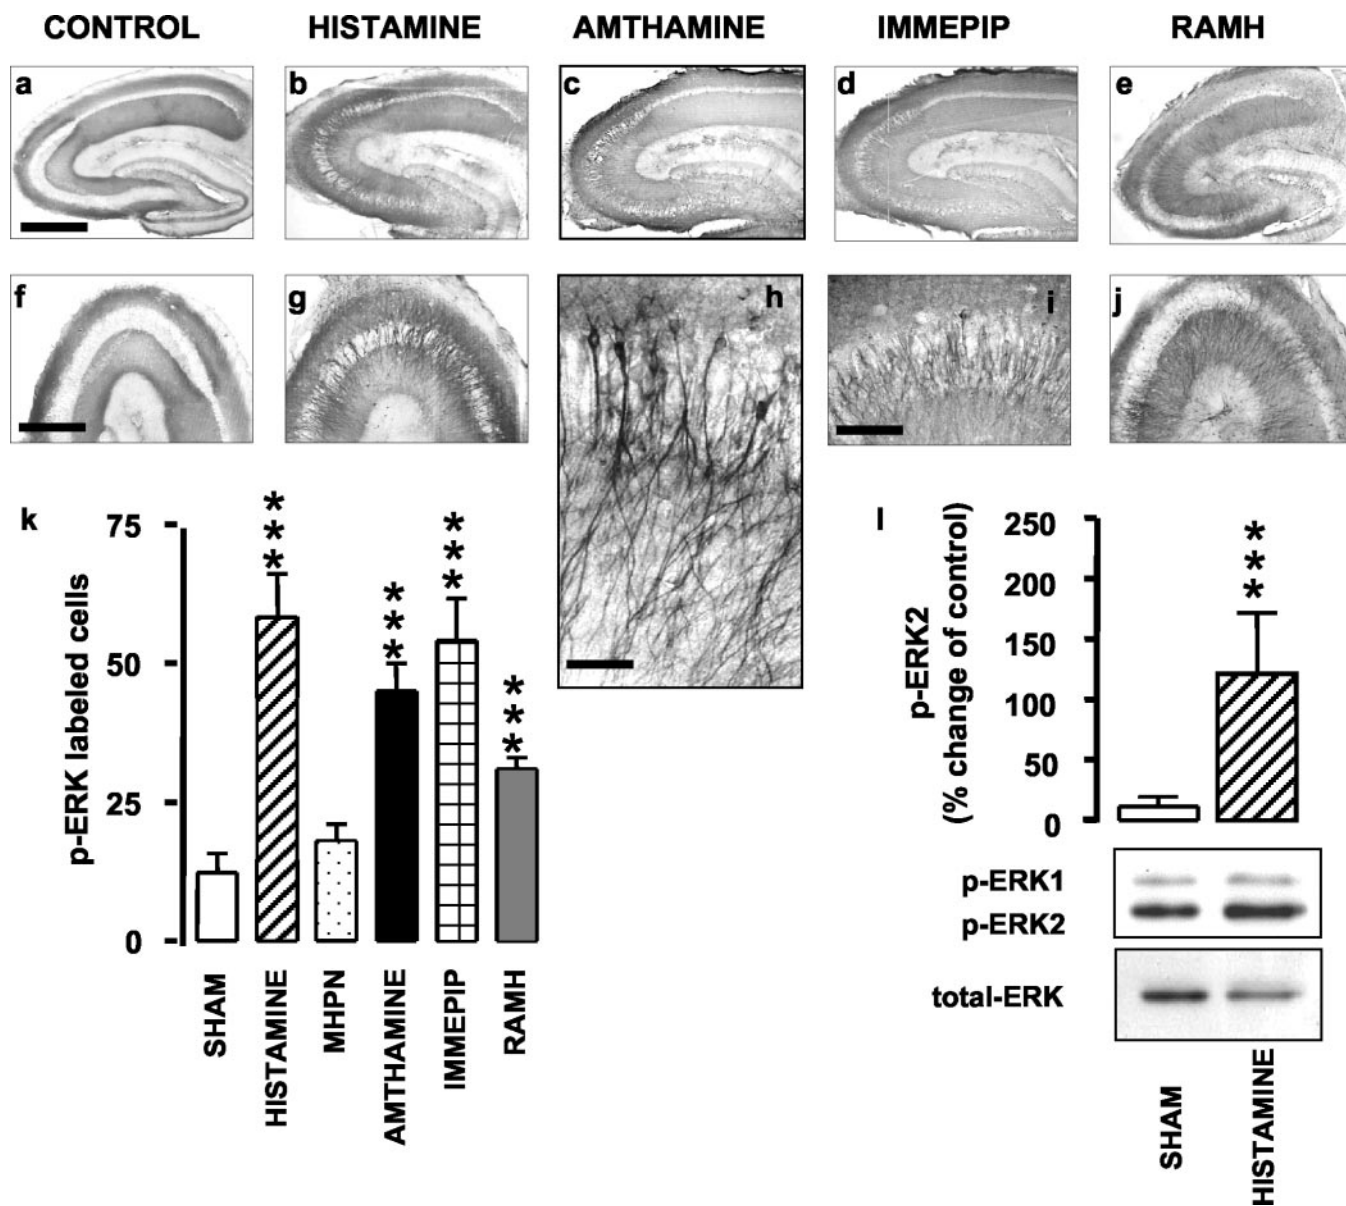 CONTROL HISTAMINE AMTHAMINE IMMEPIP RAMH
a b c d e
f g h i j
k
p-ERK labeled cells
75
50
25
0
***
***
***
***
SHAM HISTAMINE MHPN AMTHAMINE IMMEPIP RAMH
l
p-ERK2
(% change of control)
250
200
150
100
50
0
***
p-ERK1
p-ERK2
total-ERK
SHAM HISTAMINE